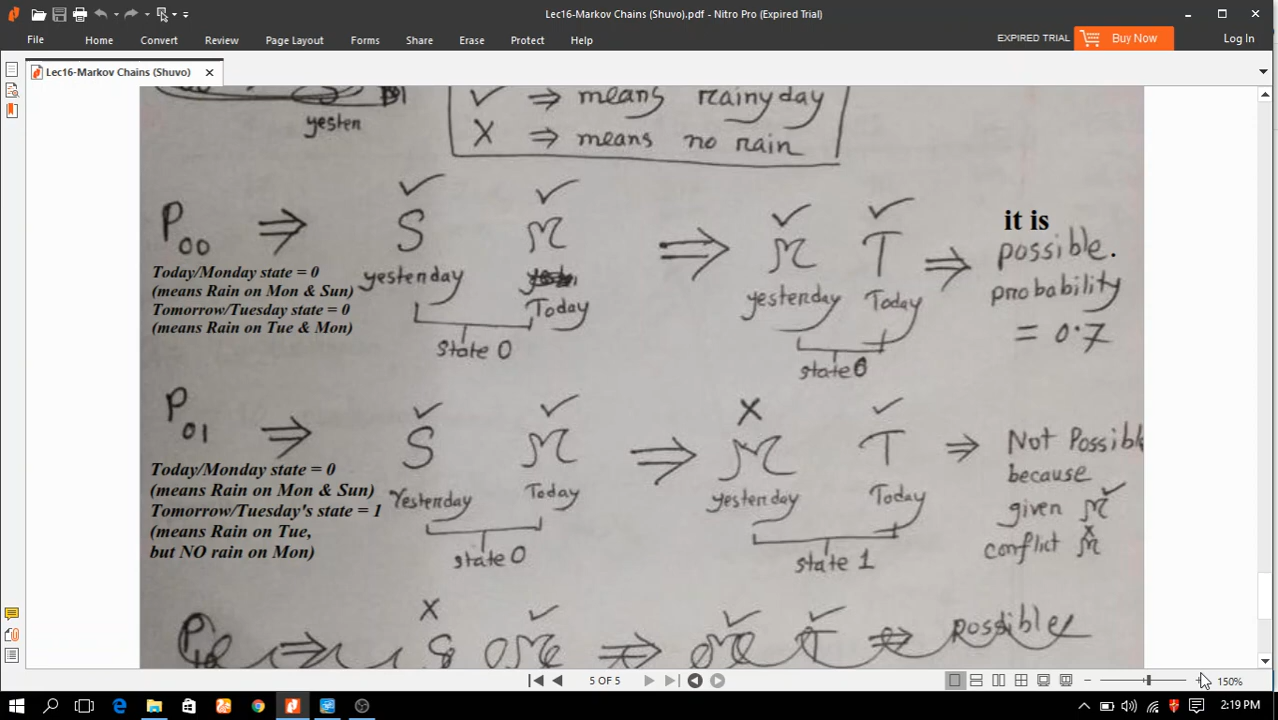 Lec16-Markov Chains (Shuvo).pdf - Nitro Pro (Expired Trial)
File Home Convert Review Page Layout Forms Share Erase Protect Help
EXPIRED TRIAL Buy Now Log In
Lec16-Markov Chains (Shuvo)
yesten
✓ ⇒ means rainy day
X ⇒ means no rain
P00 ⇒ S ✓ M ✓ ⇒ M ✓ T ✓ ⇒ it is possible.
yesterday Today yesterday Today probability
state 0 state 0 = 0.7
Today/Monday state = 0
(means Rain on Mon & Sun)
Tomorrow/Tuesday state = 0
(means Rain on Tue & Mon)
P01 ⇒ S ✓ M ✓ ⇒ M X T ✓ ⇒ Not Possibl
Yesterday Today yesterday Today because
given M ✓
state 0 state 1 conflict M X
Today/Monday state = 0
(means Rain on Mon & Sun)
Tomorrow/Tuesday's state = 1
(means Rain on Tue,
but NO rain on Mon)
P10 ⇒ X ✓ M ⇒ M ✓ T ✓ ⇒ possible
5 OF 5
150%
2:19 PM